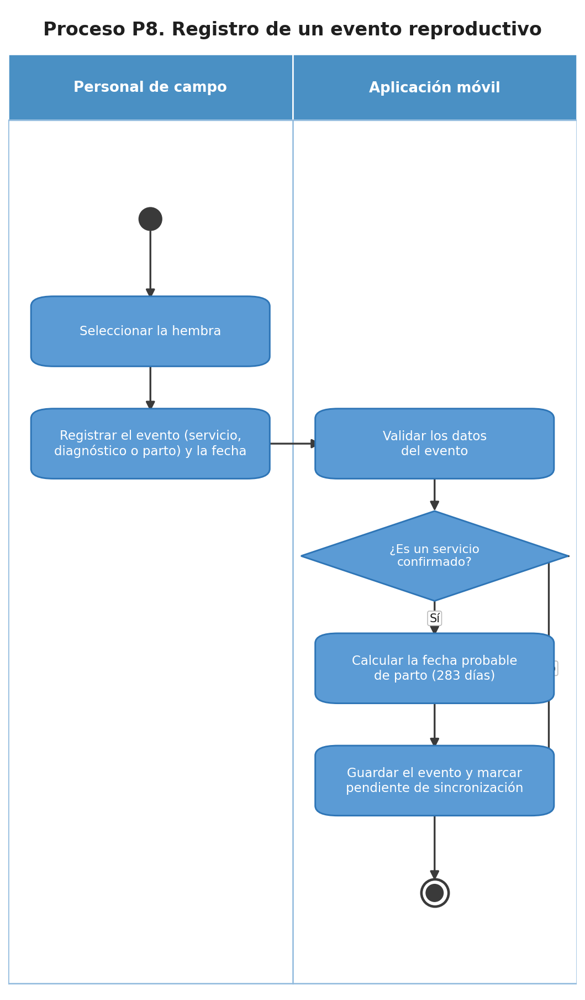 Proceso P8. Registro de un evento reproductivo
Personal de campo
Aplicación móvil
Seleccionar la hembra
Registrar el evento (servicio,
diagnóstico o parto) y la fecha
Validar los datos
del evento
¿Es un servicio
confirmado?
Sí
Calcular la fecha probable
de parto (283 días)
Guardar el evento y marcar
pendiente de sincronización